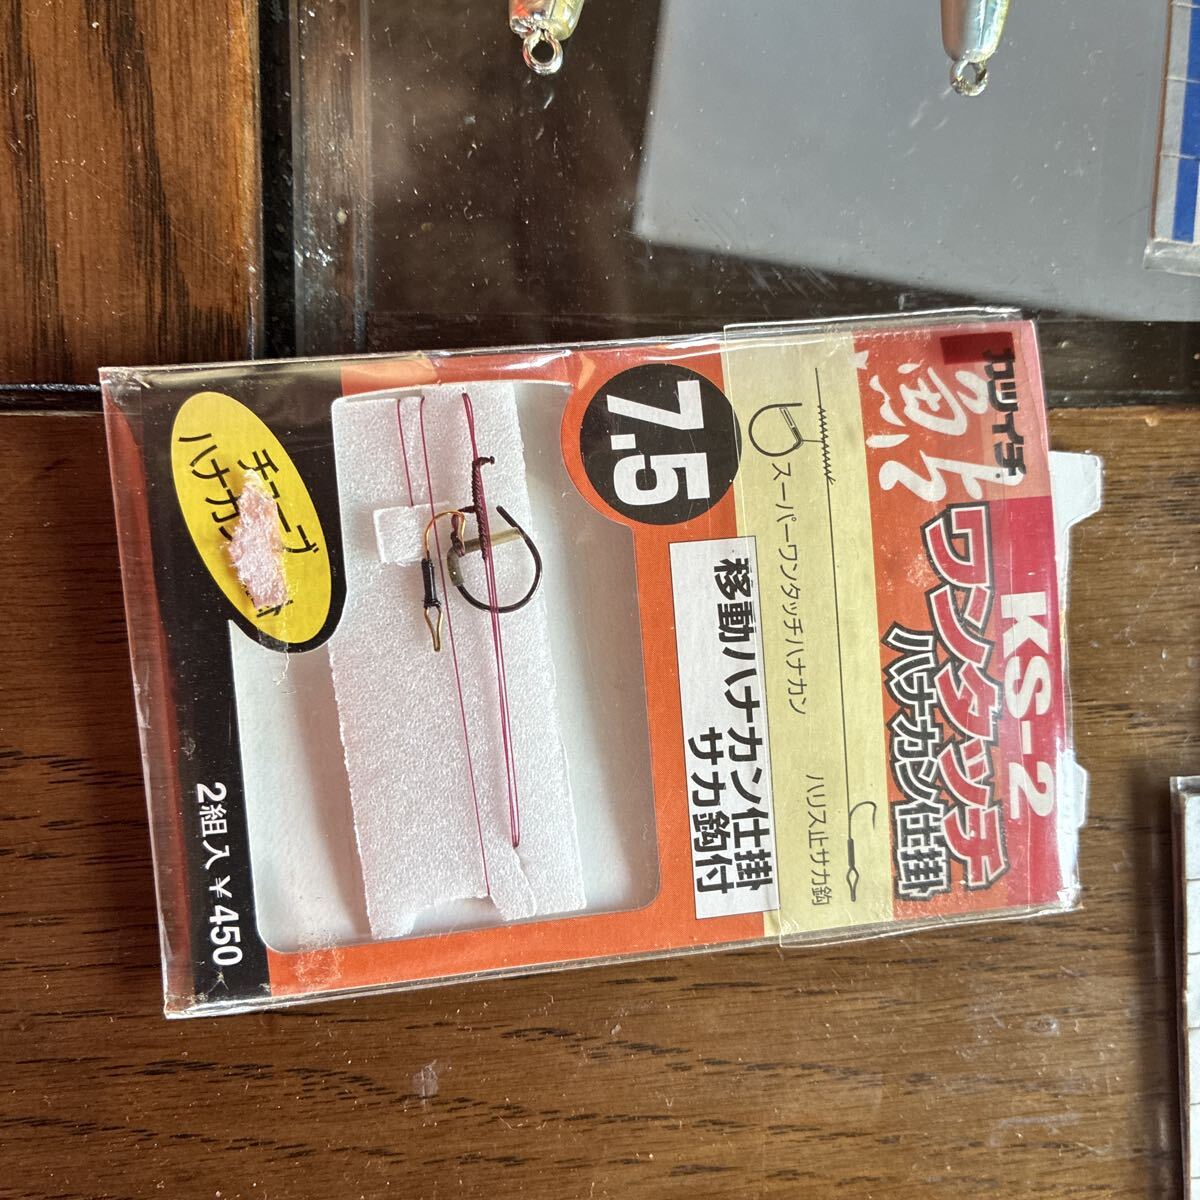 カツイチ
KS-2
ワンタッチ
ハナカン仕掛
スーパーワンタッチハナカン
ハリス止サカ鈎
移動ハナカン仕掛
サカ鈎付
7.5
チューブ
ハナカン
2組入 ¥450